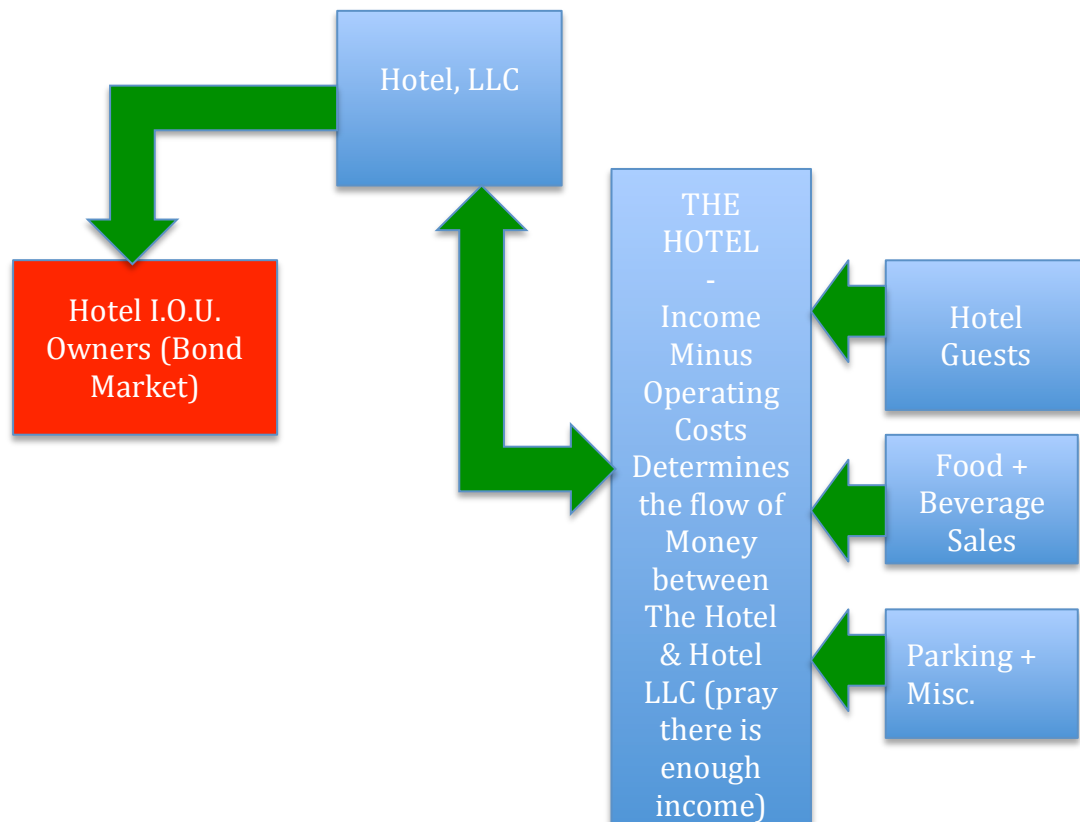 Hotel, LLC
Hotel I.O.U.
Owners (Bond
Market)
THE
HOTEL
-
Income
Minus
Operating
Costs
Determines
the flow of
Money
between
The Hotel
& Hotel
LLC (pray
there is
enough
income)
Hotel
Guests
Food +
Beverage
Sales
Parking +
Misc.